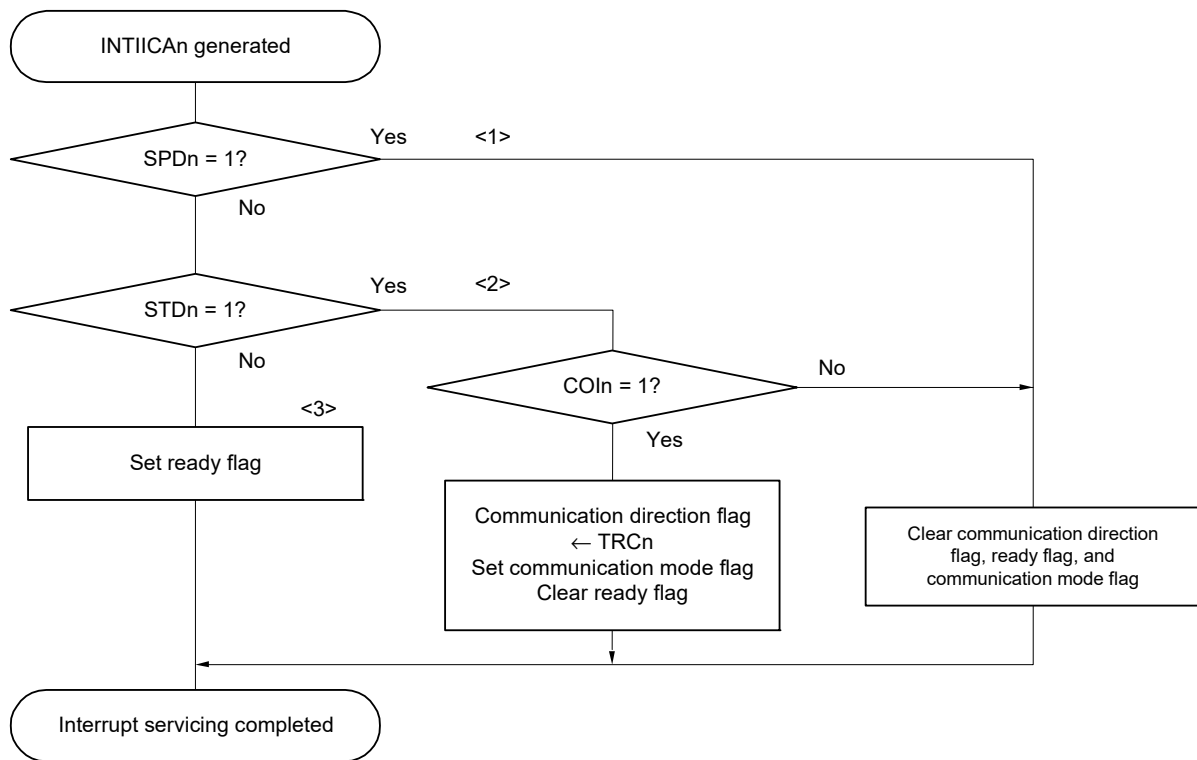 INTIICAn generated
SPDn = 1?
Yes
<1>
No
STDn = 1?
Yes
<2>
No
COIn = 1?
No
<3>
Yes
Set ready flag
Communication direction flag
← TRCn
Set communication mode flag
Clear ready flag
Clear communication direction
flag, ready flag, and
communication mode flag
Interrupt servicing completed